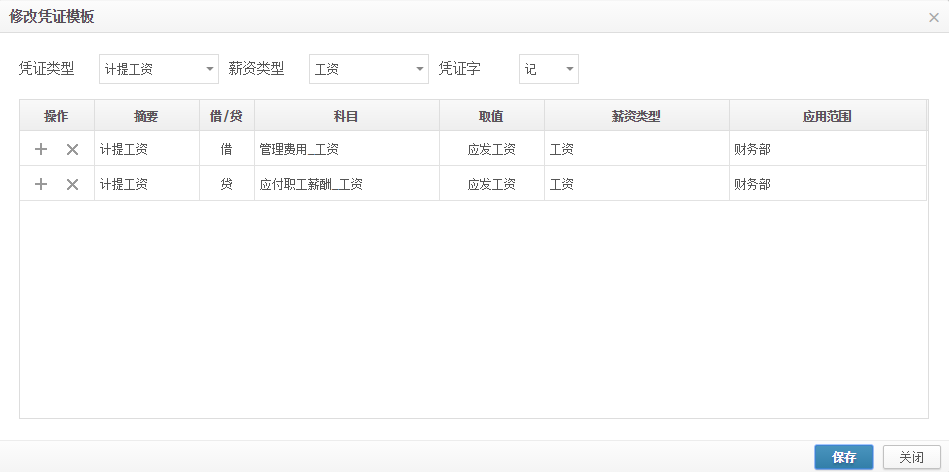 修改凭证模板
凭证类型 计提工资 薪资类型 工资 凭证字 记
操作 摘要 借/贷 科目 取值 薪资类型 应用范围
计提工资 借 管理费用_工资 应发工资 工资 财务部
计提工资 贷 应付职工薪酬_工资 应发工资 工资 财务部
保存 关闭